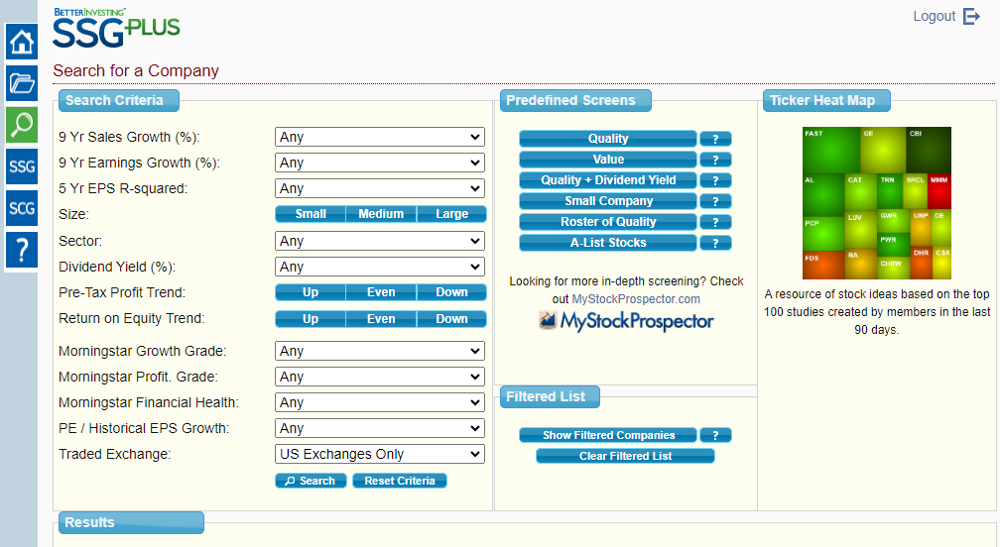 BETTERINVESTING™
SSGPLUS
Logout
Search for a Company
Search Criteria
9 Yr Sales Growth (%): Any
9 Yr Earnings Growth (%): Any
5 Yr EPS R-squared: Any
Size: Small Medium Large
Sector: Any
Dividend Yield (%): Any
Pre-Tax Profit Trend: Up Even Down
Return on Equity Trend: Up Even Down
Morningstar Growth Grade: Any
Morningstar Profit. Grade: Any
Morningstar Financial Health: Any
PE / Historical EPS Growth: Any
Traded Exchange: US Exchanges Only
Search Reset Criteria
Predefined Screens
Quality ?
Value ?
Quality + Dividend Yield ?
Small Company ?
Roster of Quality ?
A-List Stocks ?
Looking for more in-depth screening? Check
out MyStockProspector.com
MyStockProspector
Filtered List
Show Filtered Companies ?
Clear Filtered List
Ticker Heat Map
FAST GE CBI
AL CAT TRN SRCL MMM
PCP LUV GWR UNP DE
PWR
FDS BA CHRW DHR CSX
A resource of stock ideas based on the top
100 studies created by members in the last
90 days.
SSG
SCG
?
Results